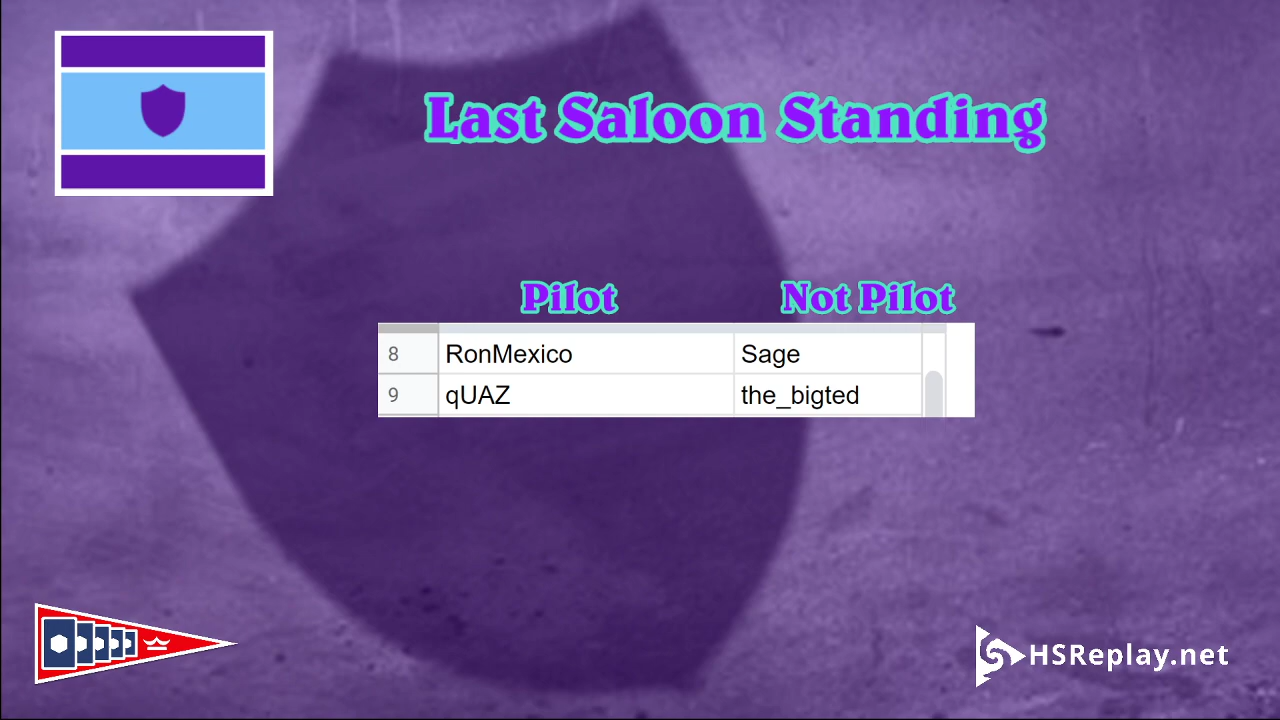 Last Saloon Standing
Pilot Not Pilot
8 RonMexico Sage
9 qUAZ the_bigted
HSReplay.net